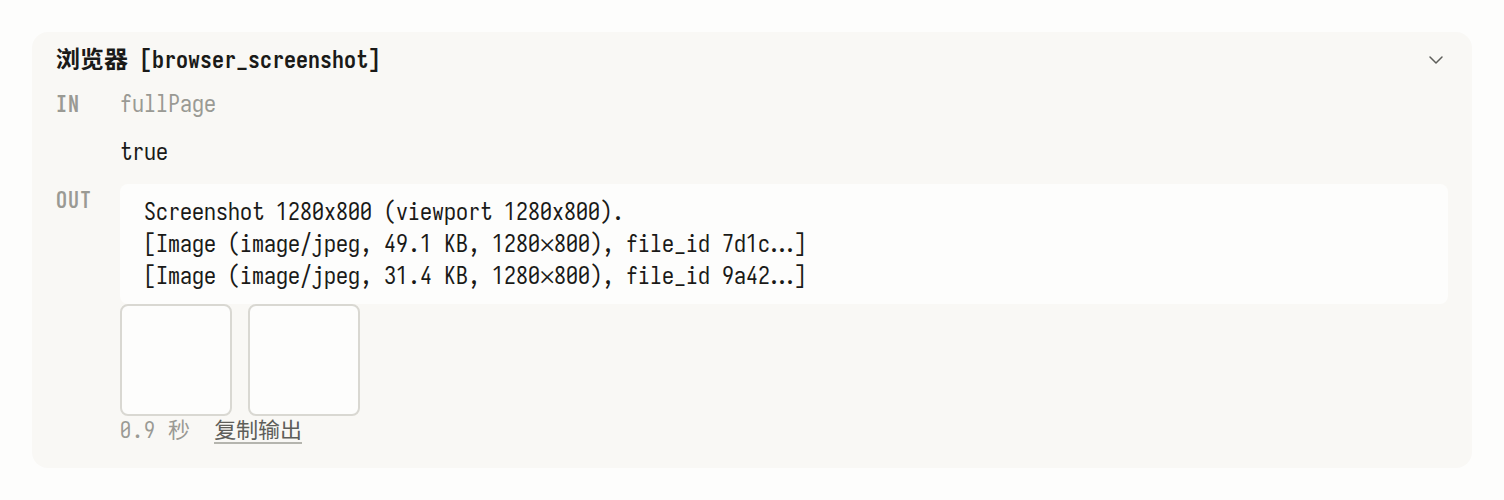 浏览器 [browser_screenshot]
IN fullPage
true
OUT
Screenshot 1280x800 (viewport 1280x800).
[Image (image/jpeg, 49.1 KB, 1280×800), file_id 7d1c…]
[Image (image/jpeg, 31.4 KB, 1280×800), file_id 9a42…]
0.9 秒 复制输出